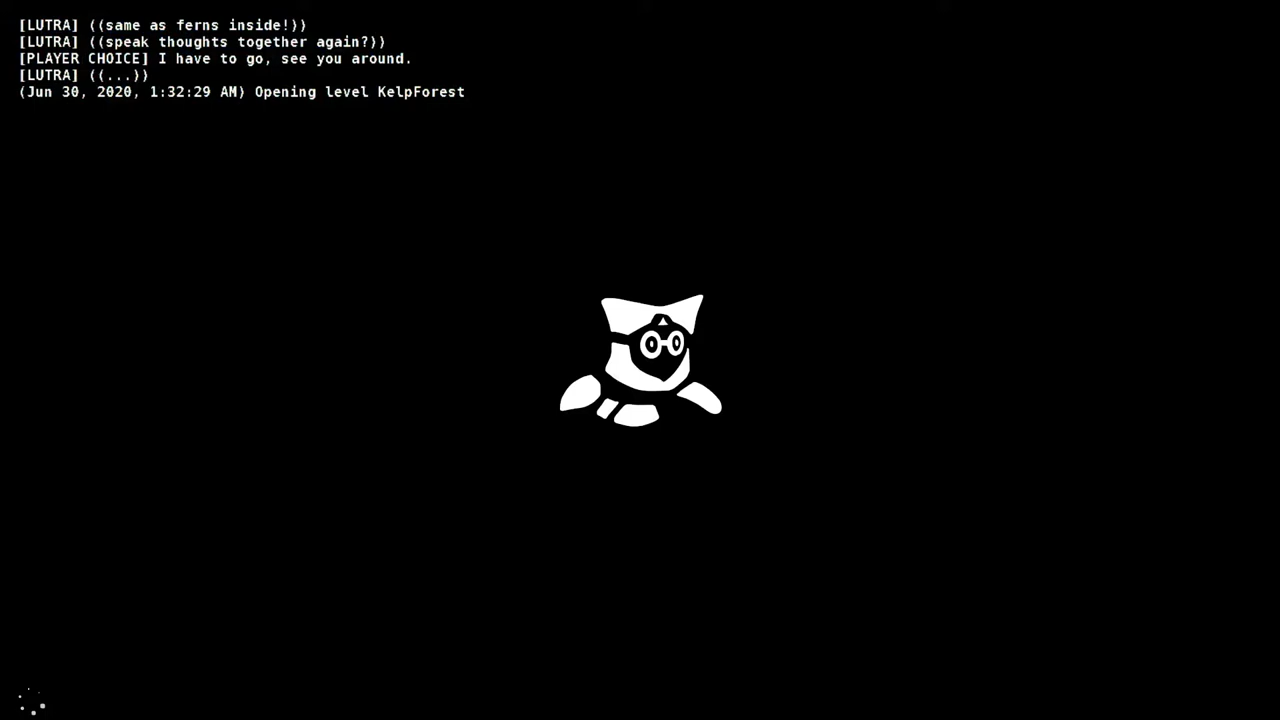 [LUTRA] ((same as ferns inside!))
[LUTRA] ((speak thoughts together again?))
[PLAYER CHOICE] I have to go, see you around.
[LUTRA] ((...))
(Jun 30, 2020, 1:32:29 AM) Opening level KelpForest